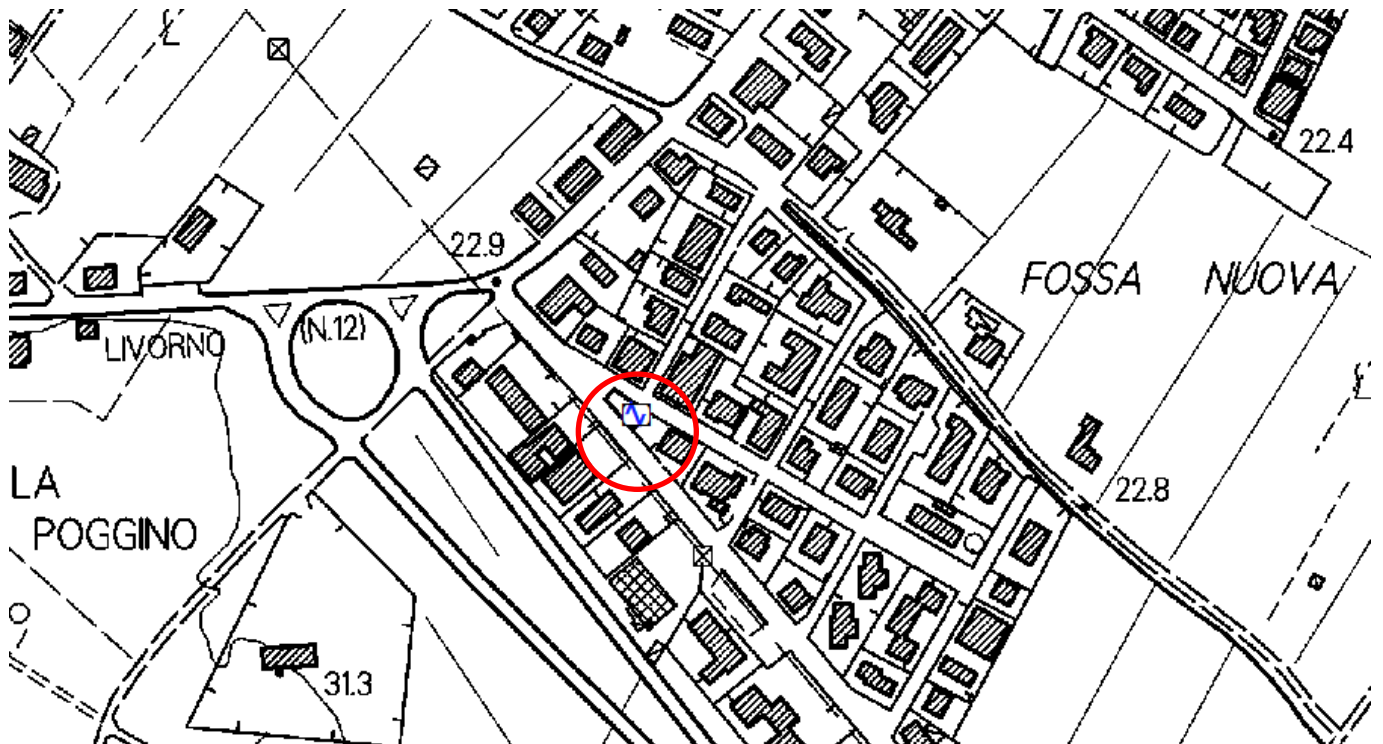 22.4
22.9
FOSSA NUOVA
(N.12)
LIVORNO
LA
POGGINO
22.8
31.3